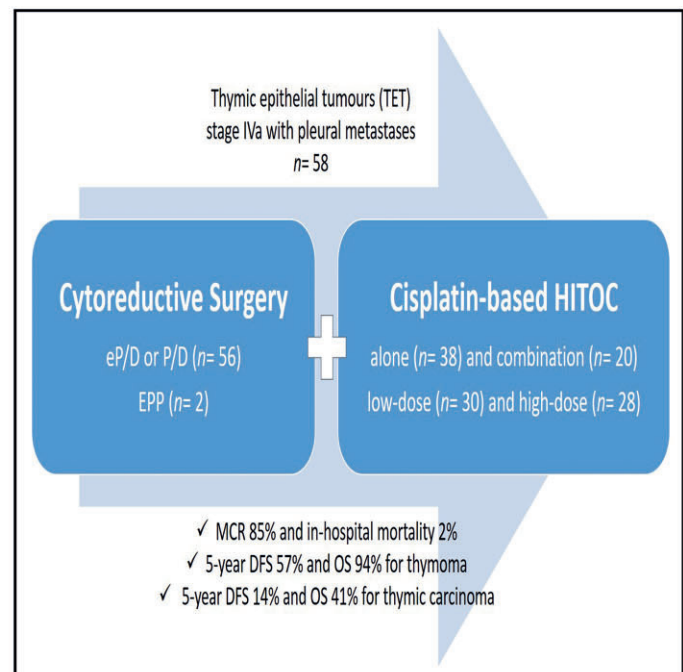 Thymic epithelial tumours (TET)
stage IVa with pleural metastases
n= 58
Cytoreductive Surgery
eP/D or P/D (n= 56)
EPP (n= 2)
Cisplatin-based HITOC
alone (n= 38) and combination (n= 20)
low-dose (n= 30) and high-dose (n= 28)
✓ MCR 85% and in-hospital mortality 2%
✓ 5-year DFS 57% and OS 94% for thymoma
✓ 5-year DFS 14% and OS 41% for thymic carcinoma